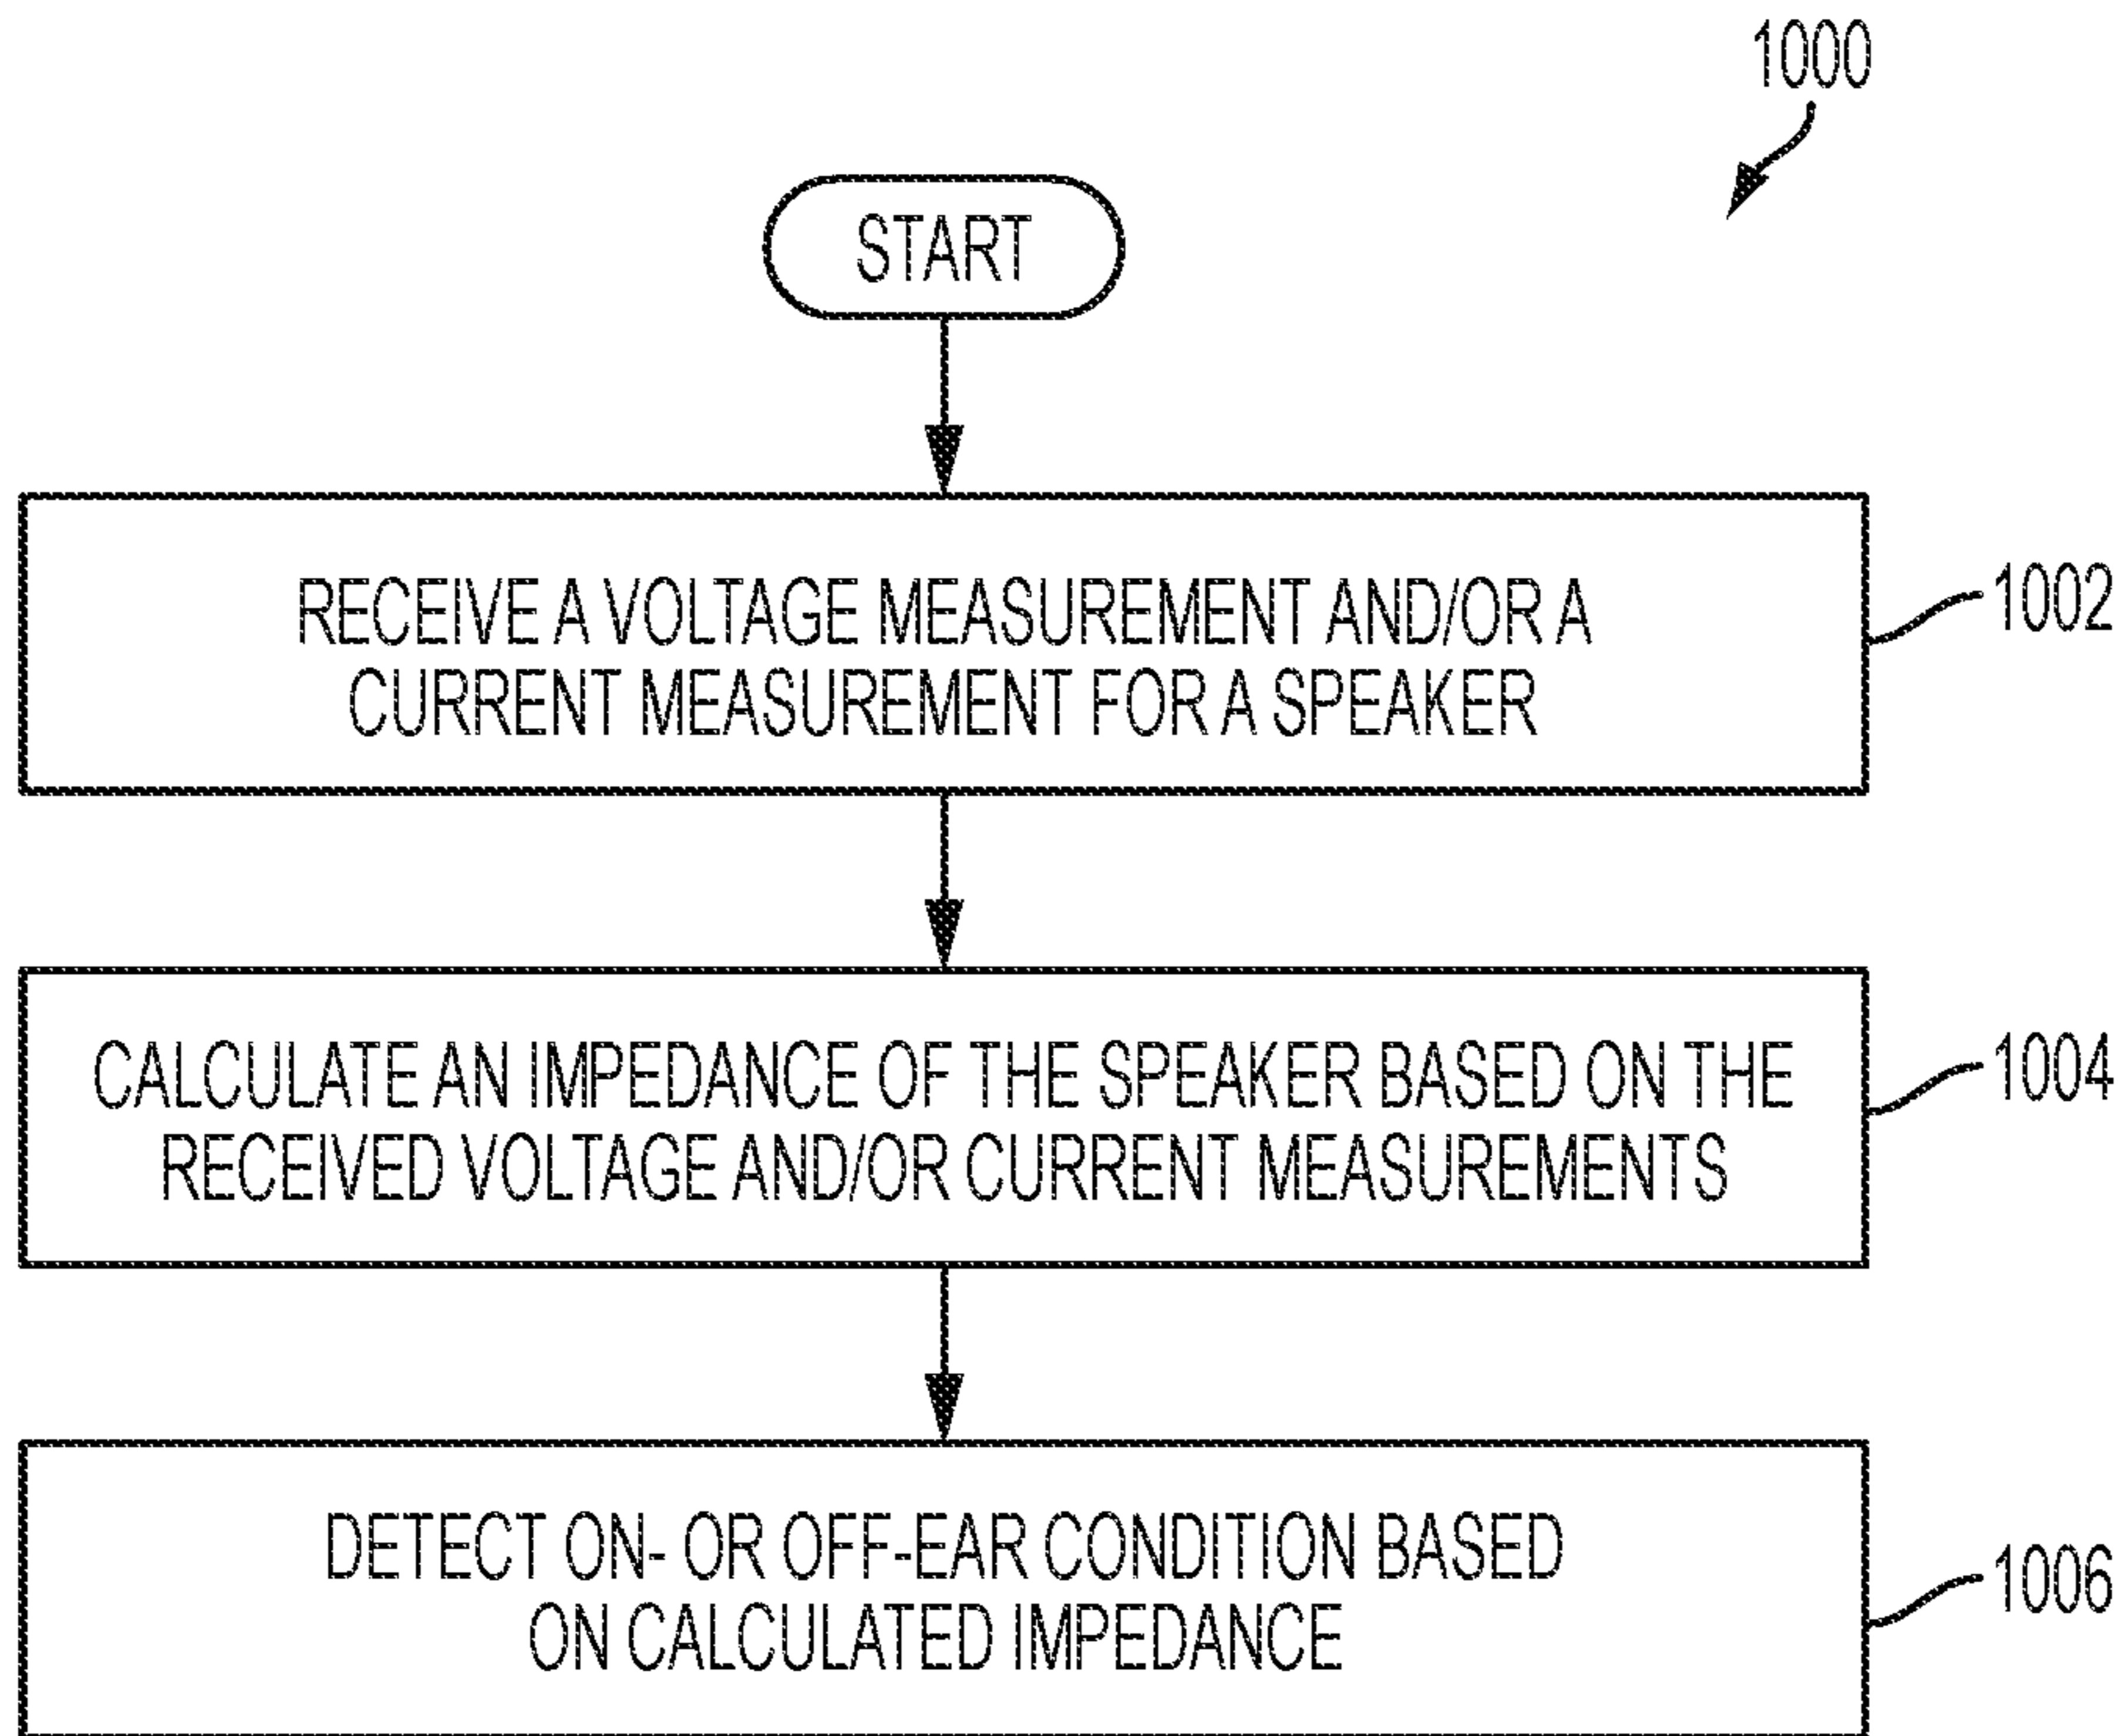 1000
START
RECEIVE A VOLTAGE MEASUREMENT AND/OR A
CURRENT MEASUREMENT FOR A SPEAKER
1002
CALCULATE AN IMPEDANCE OF THE SPEAKER BASED ON THE
RECEIVED VOLTAGE AND/OR CURRENT MEASUREMENTS
1004
DETECT ON- OR OFF-EAR CONDITION BASED
ON CALCULATED IMPEDANCE
1006